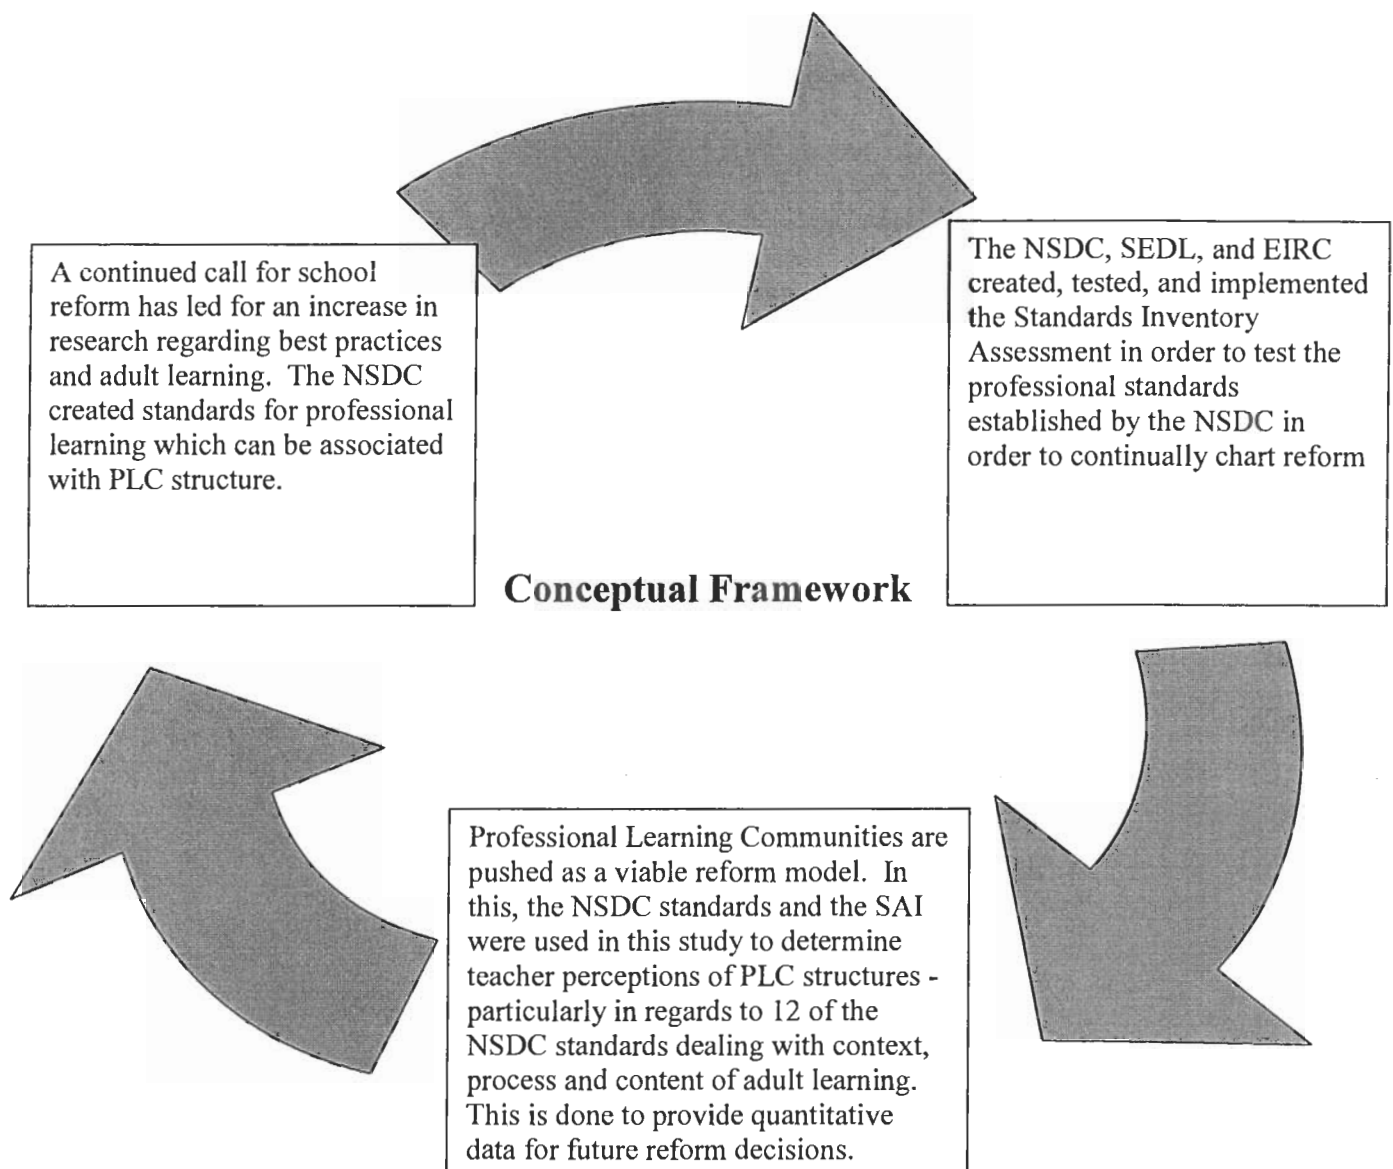 A continued call for school
reform has led for an increase in
research regarding best practices
and adult learning.  The NSDC
created standards for professional
learning which can be associated
with PLC structure.
The NSDC, SEDL, and EIRC
created, tested, and implemented
the Standards Inventory
Assessment in order to test the
professional standards
established by the NSDC in
order to continually chart reform
Conceptual Framework
Professional Learning Communities are
pushed as a viable reform model.  In
this, the NSDC standards and the SAI
were used in this study to determine
teacher perceptions of PLC structures -
particularly in regards to 12 of the
NSDC standards dealing with context,
process and content of adult learning.
This is done to provide quantitative
data for future reform decisions.